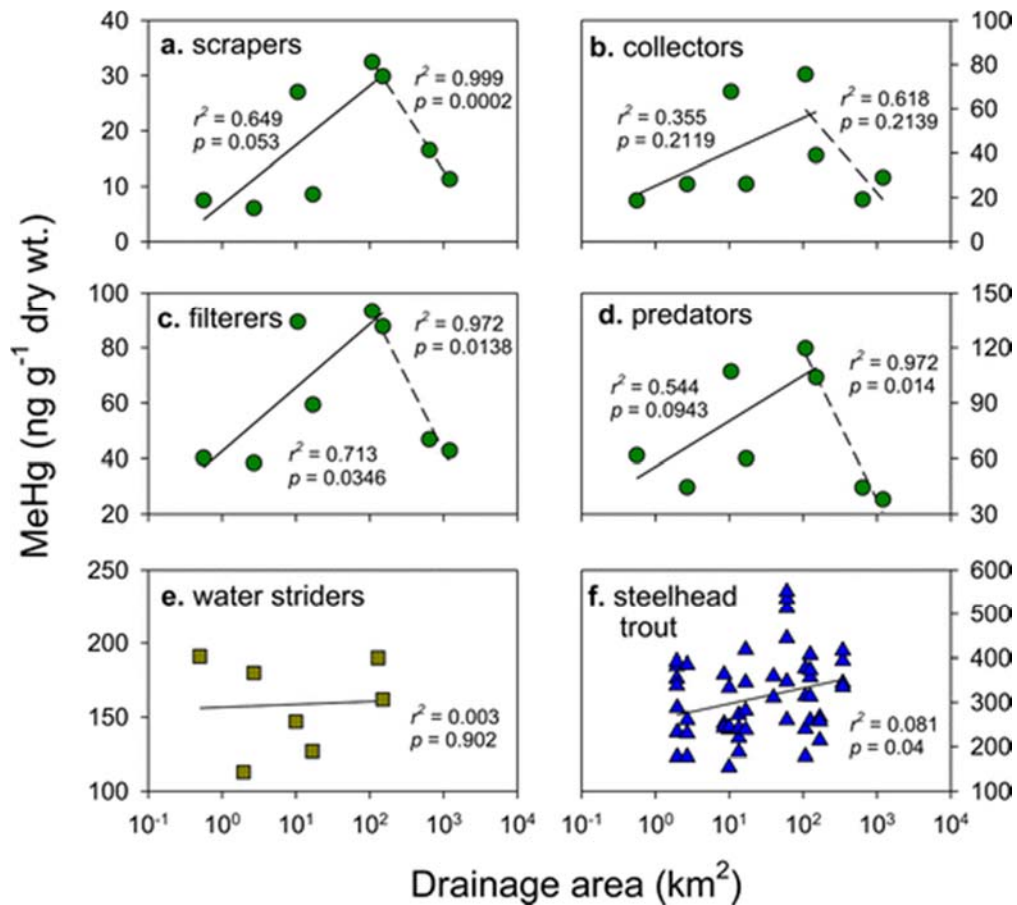 40
30
20
10
0
a. scrapers
r² = 0.649
p = 0.053
r² = 0.999
p = 0.0002
b. collectors
r² = 0.355
p = 0.2119
r² = 0.618
p = 0.2139
100
80
60
40
20
0
MeHg (ng g⁻¹ dry wt.)
100
80
60
40
20
c. filterers
r² = 0.972
p = 0.0138
r² = 0.713
p = 0.0346
d. predators
r² = 0.544
p = 0.0943
r² = 0.972
p = 0.014
150
120
90
60
30
250
200
150
100
e. water striders
r² = 0.003
p = 0.902
f. steelhead
trout
r² = 0.081
p = 0.04
600
500
400
300
200
100
10⁻¹ 10⁰ 10¹ 10² 10³ 10⁴
10⁻¹ 10⁰ 10¹ 10² 10³ 10⁴
Drainage area (km²)